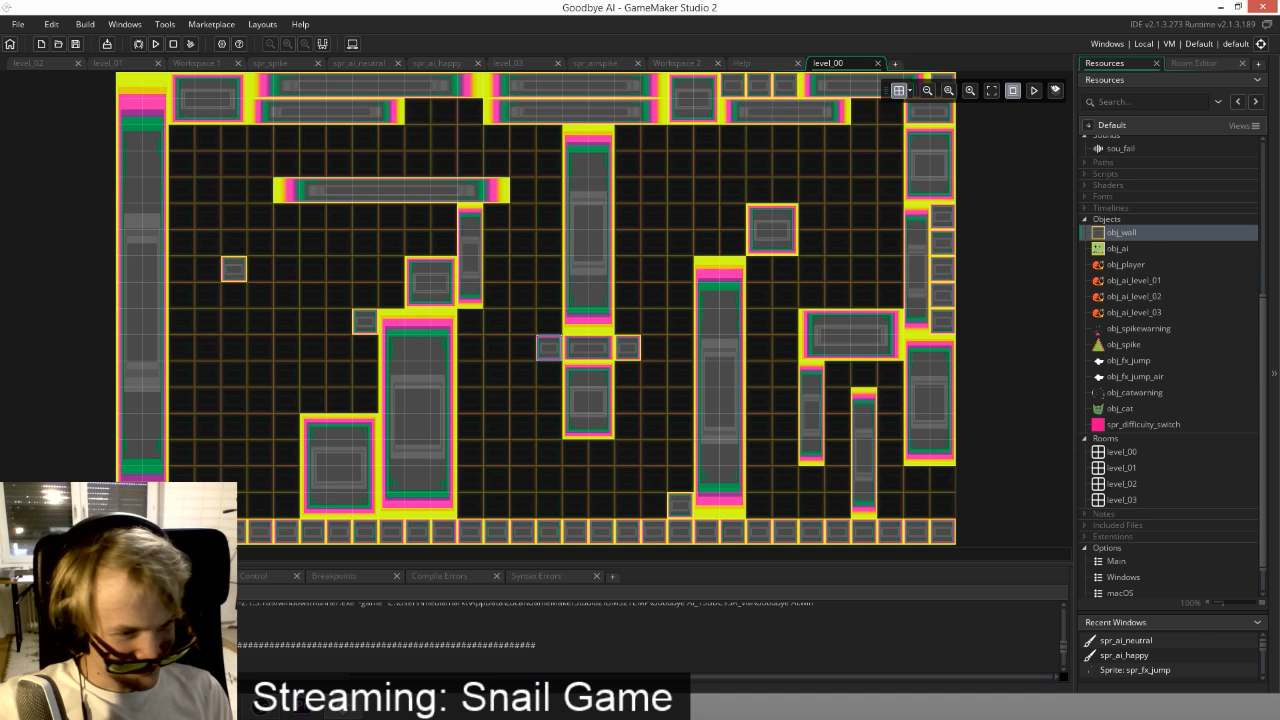 Goodbye AI - GameMaker Studio 2
File Edit Build Windows Tools Marketplace Layouts Help
IDE v2.1.3.273 Runtime v2.1.3.189
Windows | Local | VM | Default | default
level_02 level_01 Workspace 1 spr_spike spr_ai_neutral spr_ai_happy level_03 spr_airspike Workspace 2 Help level_00
Resources Room Editor
Resources
Search...
Default Views
Sounds
sou_fail
Paths
Scripts
Shaders
Fonts
Timelines
Objects
obj_wall
obj_ai
obj_player
obj_ai_level_01
obj_ai_level_02
obj_ai_level_03
obj_spikewarning
obj_spike
obj_fx_jump
obj_fx_jump_air
obj_catwarning
obj_cat
spr_difficulty_switch
Rooms
level_00
level_01
level_02
level_03
Notes
Included Files
Extensions
Options
Main
Windows
macOS
100%
Recent Windows
spr_ai_neutral
spr_ai_happy
Sprite: spr_fx_jump
Control Breakpoints Compile Errors Syntax Errors
Streaming: Snail Game